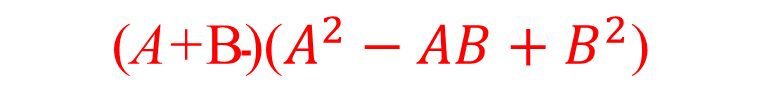 (A+B-)(A² − AB + B²)